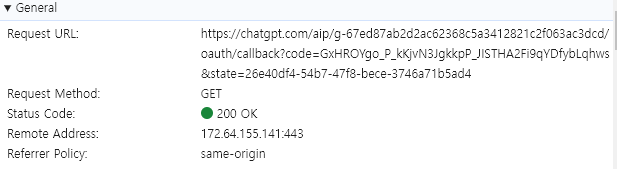 ▼ General
Request URL: https://chatgpt.com/aip/g-67ed87ab2d2ac62368c5a3412821c2f063ac3dcd/
oauth/callback?code=GxHROYgo_P_kKjvN3JgkkpP_JISTHA2Fi9qYDfybLqhws
&state=26e40df4-54b7-47f8-bece-3746a71b5ad4
Request Method: GET
Status Code: 200 OK
Remote Address: 172.64.155.141:443
Referrer Policy: same-origin